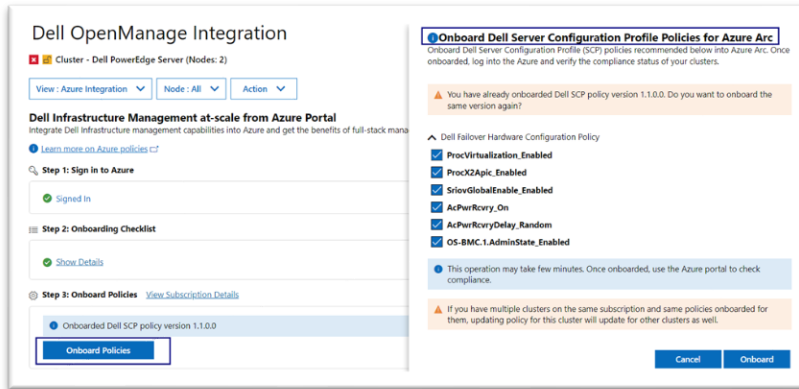 Dell OpenManage Integration
Cluster - Dell PowerEdge Server (Nodes: 2)
View : Azure Integration
Node : All
Action
Dell Infrastructure Management at-scale from Azure Portal
Integrate Dell Infrastructure management capabilities into Azure and get the benefits of full-stack mana
Learn more on Azure policies
Step 1: Sign in to Azure
Signed In
Step 2: Onboarding Checklist
Show Details
Step 3: Onboard Policies View Subscription Details
Onboarded Dell SCP policy version 1.1.0.0
Onboard Policies
Onboard Dell Server Configuration Profile Policies for Azure Arc
Onboard Dell Server Configuration Profile (SCP) policies recommended below into Azure Arc. Once
onboarded, log into the Azure and verify the compliance status of your clusters.
You have already onboarded Dell SCP policy version 1.1.0.0. Do you want to onboard the
same version again?
Dell Failover Hardware Configuration Policy
ProcVirtualization_Enabled
ProcX2Apic_Enabled
SriovGlobalEnable_Enabled
AcPwrRcvry_On
AcPwrRcvryDelay_Random
OS-BMC.1.AdminState_Enabled
This operation may take few minutes. Once onboarded, use the Azure portal to check
compliance.
If you have multiple clusters on the same subscription and same policies onboarded for
them, updating policy for this cluster will update for other clusters as well.
Cancel
Onboard